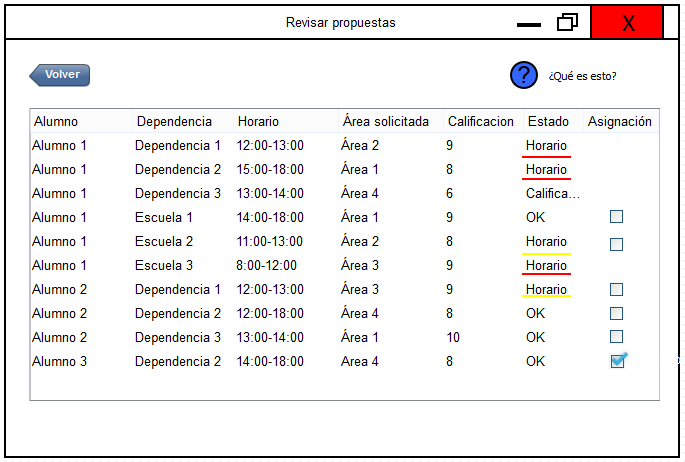 Revisar propuestas X
Volver ? ¿Qué es esto?
Alumno Dependencia Horario Área solicitada Calificacion Estado Asignación
Alumno 1 Dependencia 1 12:00-13:00 Área 2 9 Horario
Alumno 1 Dependencia 2 15:00-18:00 Área 1 8 Horario
Alumno 1 Dependencia 3 13:00-14:00 Área 4 6 Califica...
Alumno 1 Escuela 1 14:00-18:00 Área 1 9 OK
Alumno 1 Escuela 2 11:00-13:00 Área 2 8 Horario
Alumno 1 Escuela 3 8:00-12:00 Área 3 9 Horario
Alumno 2 Dependencia 1 12:00-13:00 Área 3 9 Horario
Alumno 2 Dependencia 2 12:00-18:00 Área 4 8 OK
Alumno 2 Dependencia 3 13:00-14:00 Área 1 10 OK
Alumno 3 Dependencia 2 14:00-18:00 Area 4 8 OK